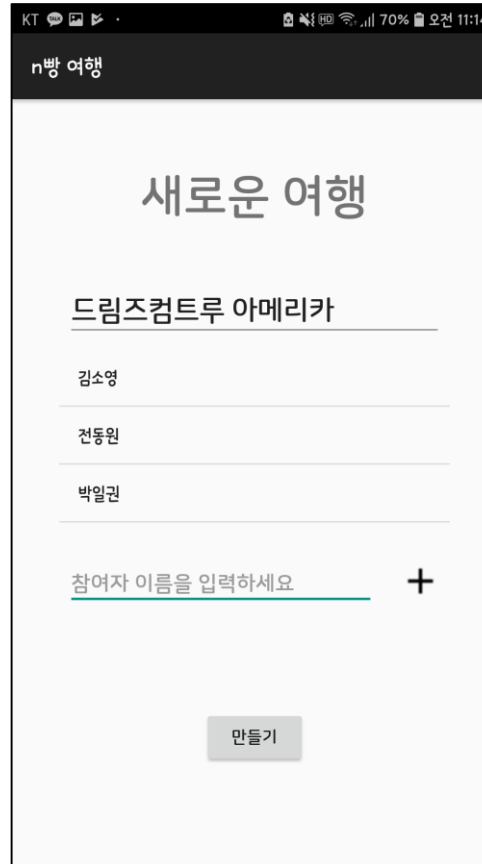 KT 70% 오전 11:14
n빵 여행
새로운 여행
드림즈컴트루 아메리카
김소영
전동원
박일권
참여자 이름을 입력하세요
만들기